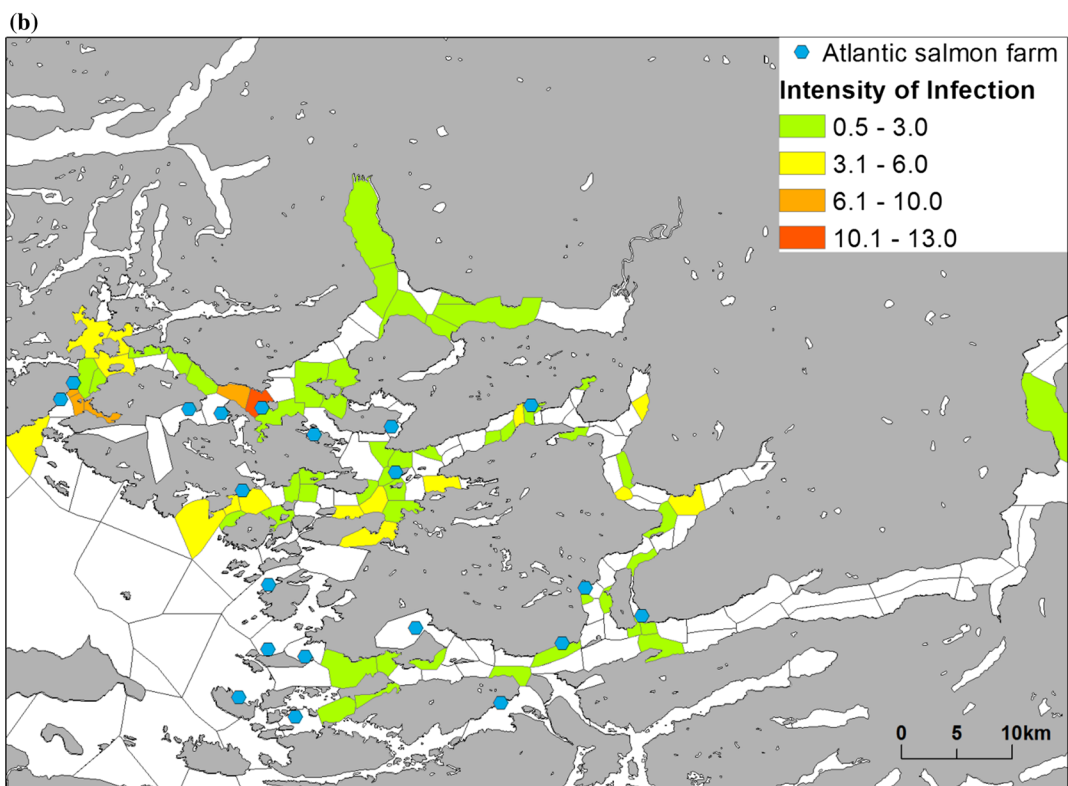 (b)
Atlantic salmon farm
Intensity of Infection
0.5 - 3.0
3.1 - 6.0
6.1 - 10.0
10.1 - 13.0
0 5 10km